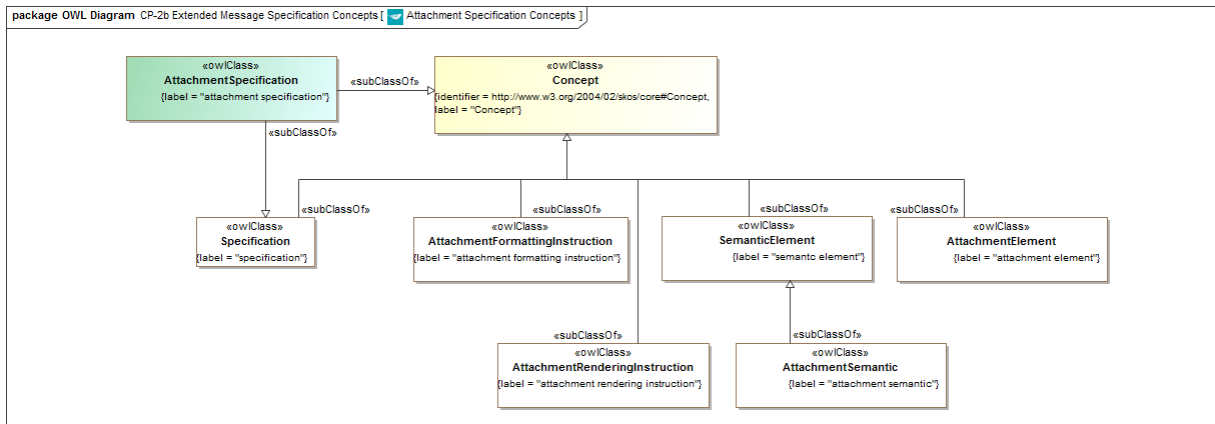 package OWL Diagram CP-2b Extended Message Specification Concepts [ Attachment Specification Concepts ]
«owlClass»
AttachmentSpecification
{label = "attachment specification"}
«subClassOf»
«owlClass»
Concept
{identifier = http://www.w3.org/2004/02/skos/core#Concept,
label = "Concept"}
«subClassOf»
«subClassOf»
«owlClass»
Specification
{label = "specification"}
«subClassOf»
«owlClass»
AttachmentFormattingInstruction
{label = "attachment formatting instruction"}
«subClassOf»
«owlClass»
SemanticElement
{label = "semantc element"}
«subClassOf»
«owlClass»
AttachmentElement
{label = "attachment element"}
«subClassOf»
«owlClass»
AttachmentRenderingInstruction
{label = "attachment renderiing instruction"}
«subClassOf»
«owlClass»
AttachmentSemantic
{label = "attachment semantic"}